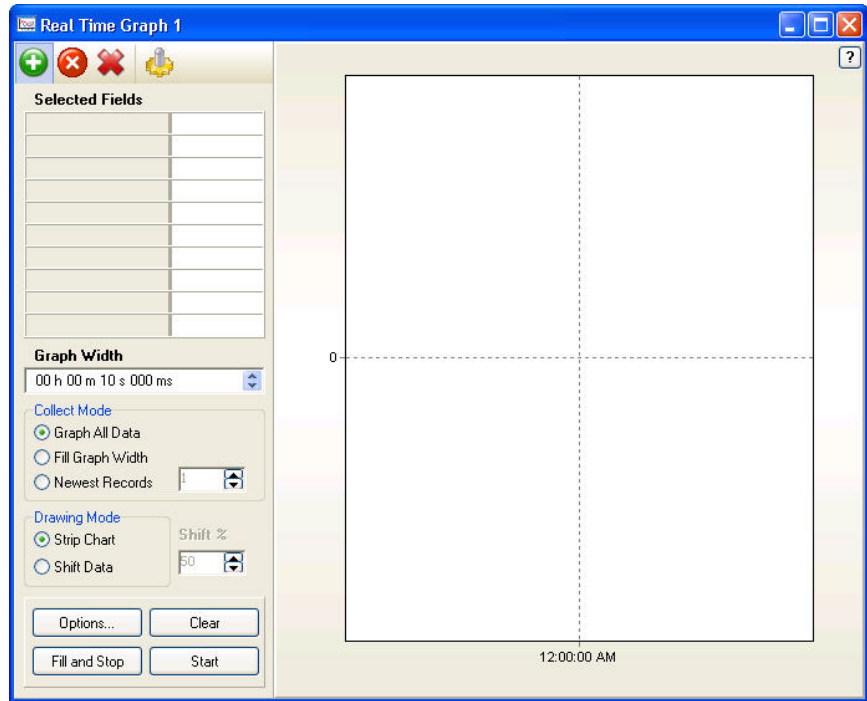 Real Time Graph 1
?
Selected Fields
Graph Width
00 h 00 m 10 s 000 ms
Collect Mode
Graph All Data
Fill Graph Width
Newest Records 1
Drawing Mode
Strip Chart
Shift Data
Shift %
50
Options... Clear
Fill and Stop Start
0
12:00:00 AM